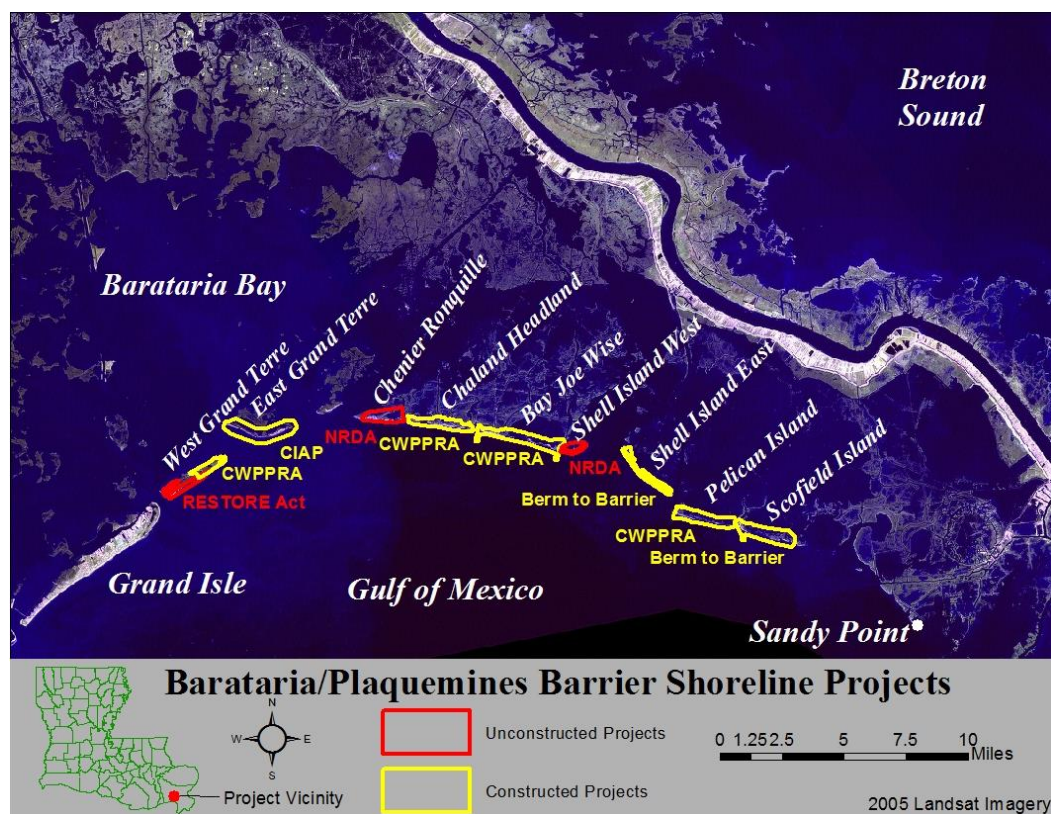 Breton
Sound
Barataria Bay
West Grand Terre
East Grand Terre
Chenier Ronquille
Chaland Headland
Bay Joe Wise
Shell Island West
Shell Island East
Pelican Island
Scofield Island
NRDA
CWPPRA
CIAP
CWPPRA
CWPPRA
NRDA
RESTORE Act
Berm to Barrier
CWPPRA
Berm to Barrier
Grand Isle
Gulf of Mexico
Sandy Point
Barataria/Plaquemines Barrier Shoreline Projects
N
W
E
S
Unconstructed Projects
0 1.25 2.5 5 7.5 10
Miles
Project Vicinity
Constructed Projects
2005 Landsat Imagery